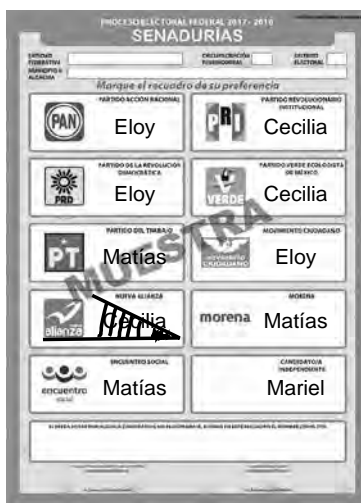 PROCESO ELECTORAL FEDERAL 2017 - 2018
SENADURÍAS
ENTIDAD FEDERATIVA
CIRCUNSCRIPCIÓN PLURINOMINAL
DISTRITO ELECTORAL
MUNICIPIO o ALCALDÍA
Marque el recuadro de su preferencia
PARTIDO ACCIÓN NACIONAL
PAN
Eloy
PARTIDO REVOLUCIONARIO INSTITUCIONAL
PRI
Cecilia
PARTIDO DE LA REVOLUCIÓN DEMOCRÁTICA
PRD
Eloy
PARTIDO VERDE ECOLOGISTA DE MÉXICO
VERDE
Cecilia
PARTIDO DEL TRABAJO
PT
Matías
MOVIMIENTO CIUDADANO
MOVIMIENTO CIUDADANO
Eloy
MUESTRA
NUEVA ALIANZA
alianza
Cecilia
MORENA
morena
Matías
ENCUENTRO SOCIAL
encuentro social
Matías
CANDIDATO/A INDEPENDIENTE
Mariel